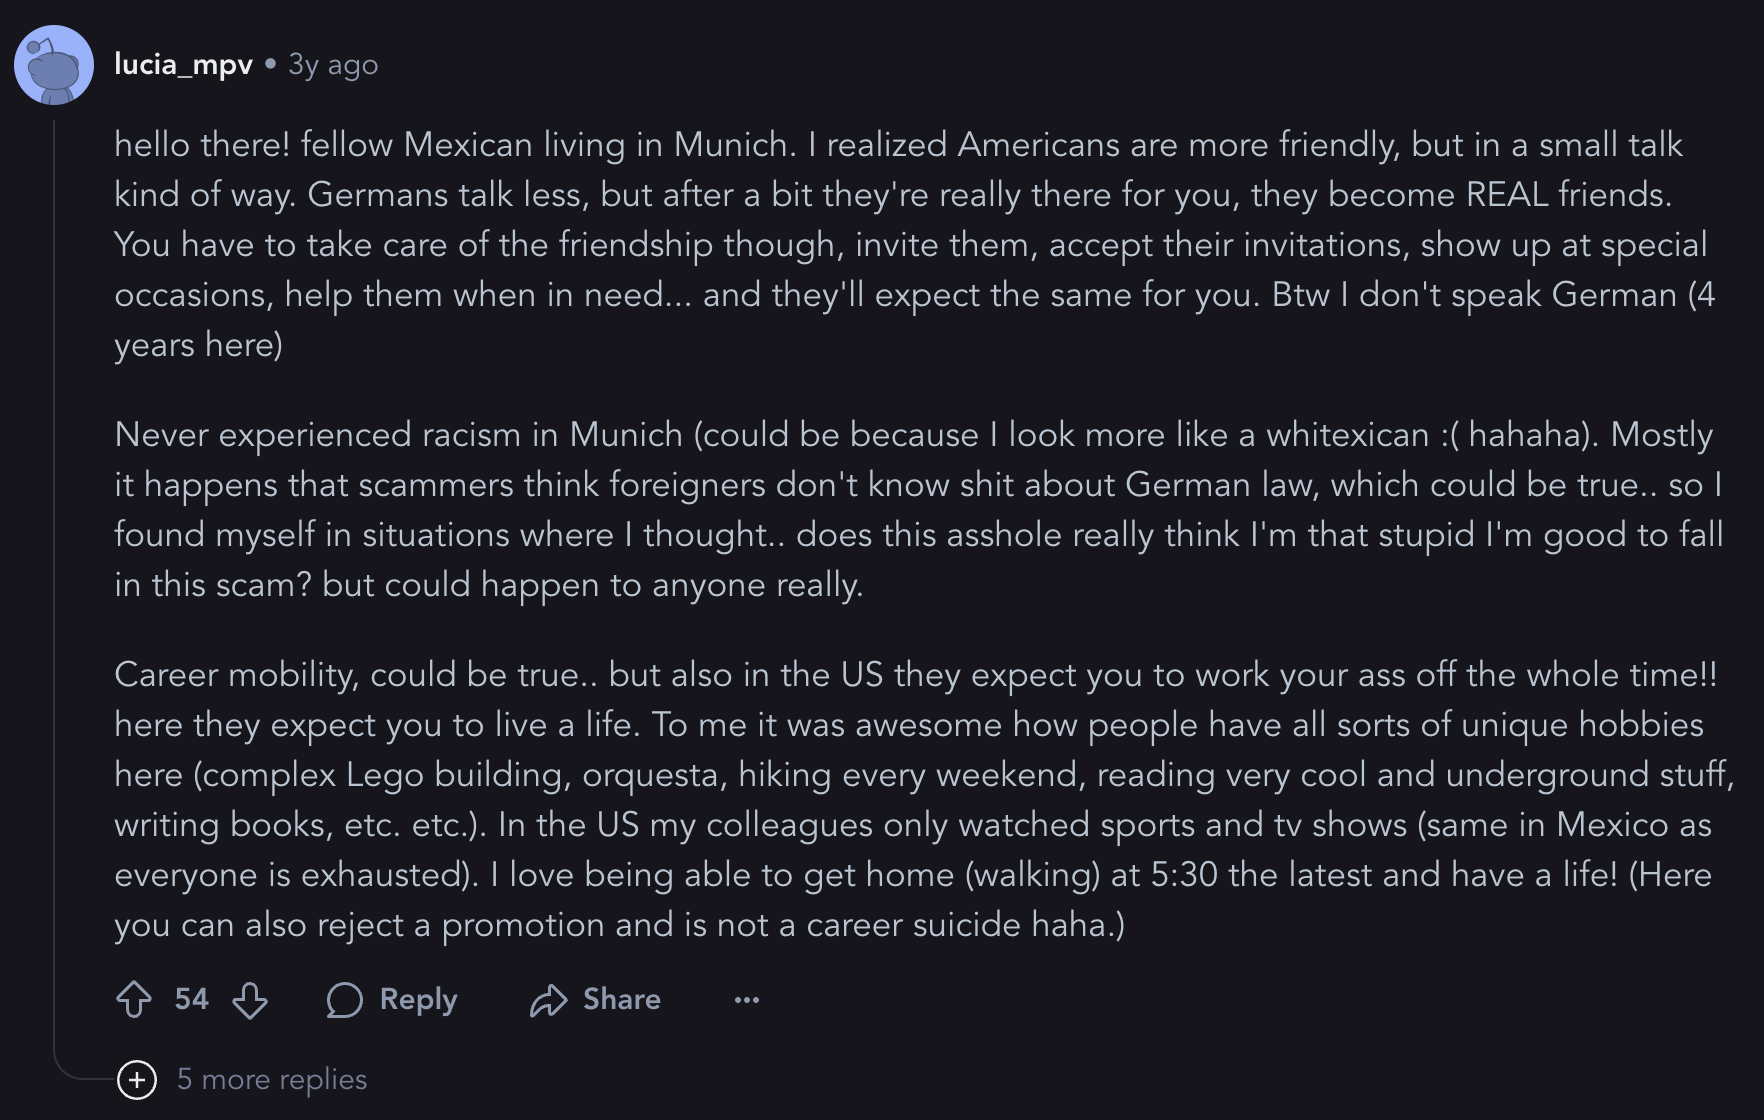 lucia_mpv • 3y ago
hello there! fellow Mexican living in Munich. I realized Americans are more friendly, but in a small talk
kind of way. Germans talk less, but after a bit they're really there for you, they become REAL friends.
You have to take care of the friendship though, invite them, accept their invitations, show up at special
occasions, help them when in need... and they'll expect the same for you. Btw I don't speak German (4
years here)
Never experienced racism in Munich (could be because I look more like a whitexican :( hahaha). Mostly
it happens that scammers think foreigners don't know shit about German law, which could be true.. so I
found myself in situations where I thought.. does this asshole really think I'm that stupid I'm good to fall
in this scam? but could happen to anyone really.
Career mobility, could be true.. but also in the US they expect you to work your ass off the whole time!!
here they expect you to live a life. To me it was awesome how people have all sorts of unique hobbies
here (complex Lego building, orquesta, hiking every weekend, reading very cool and underground stuff,
writing books, etc. etc.). In the US my colleagues only watched sports and tv shows (same in Mexico as
everyone is exhausted). I love being able to get home (walking) at 5:30 the latest and have a life! (Here
you can also reject a promotion and is not a career suicide haha.)
54 Reply Share ...
5 more replies